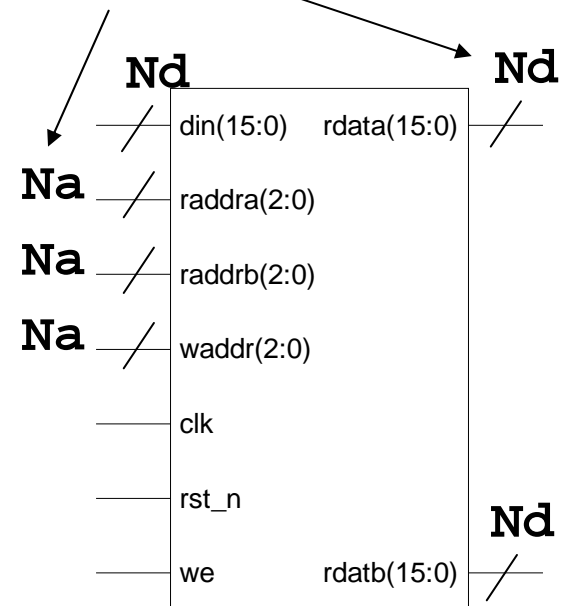 Nd Nd
din(15:0) rdata(15:0)
Na raddra(2:0)
Na raddrb(2:0)
Na waddr(2:0)
clk
rst_n
Nd
we rdatb(15:0)